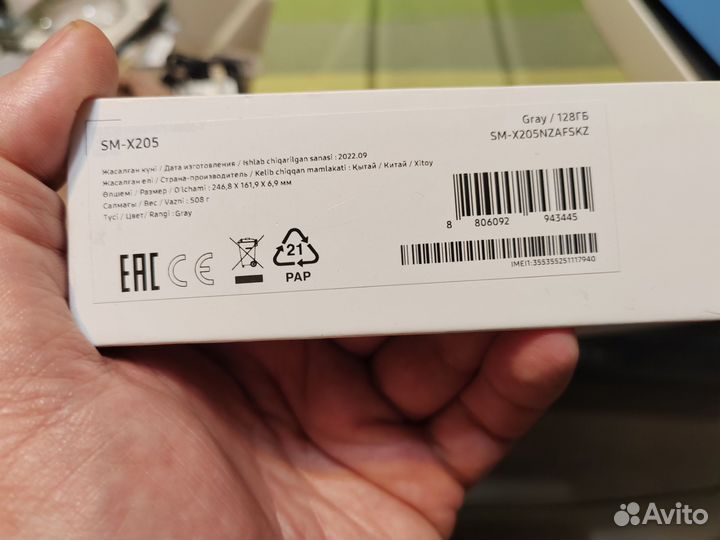 SM-X205
Gray / 128ГБ
SM-X205NZAFSKZ
Жасалған күні / Дата изготовления / Ishlab chiqarilgan sanasi : 2022.09
Жасалған елі / Страна-производитель / Kelib chiqqan mamlakati : Қытай / Китай / Xitoy
Өлшемі / Размер / O'lchami : 246,8 X 161,9 X 6,9 мм
Салмағы / Вес / Vazni : 508 г
Түсі / Цвет / Rangi : Gray
8 806092 943445
IMEI1:355355251117940
EAC CE
21
PAP
Avito